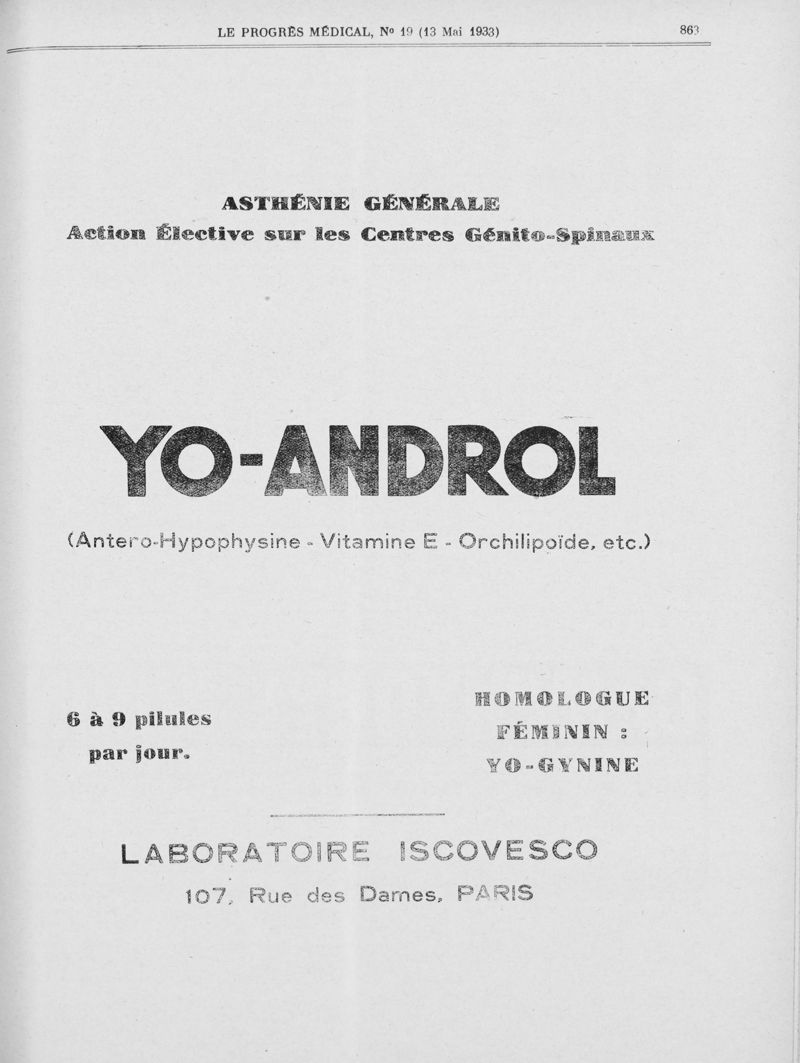 LE PROGRÈS MÉDICAL, No 19 (13 Mai 1933) 863
ASTHÉNIE GÉNÉRALE
Action Élective sur les Centres Génito-Spinaux
YO-ANDROL
(Antero-Hypophysine - Vitamine E - Orchilipoïde, etc.)
6 à 9 pilules
par jour.
HOMOLOGUE
FÉMININ :
YO-GYNINE
LABORATOIRE ISCOVESCO
107, Rue des Dames, PARIS